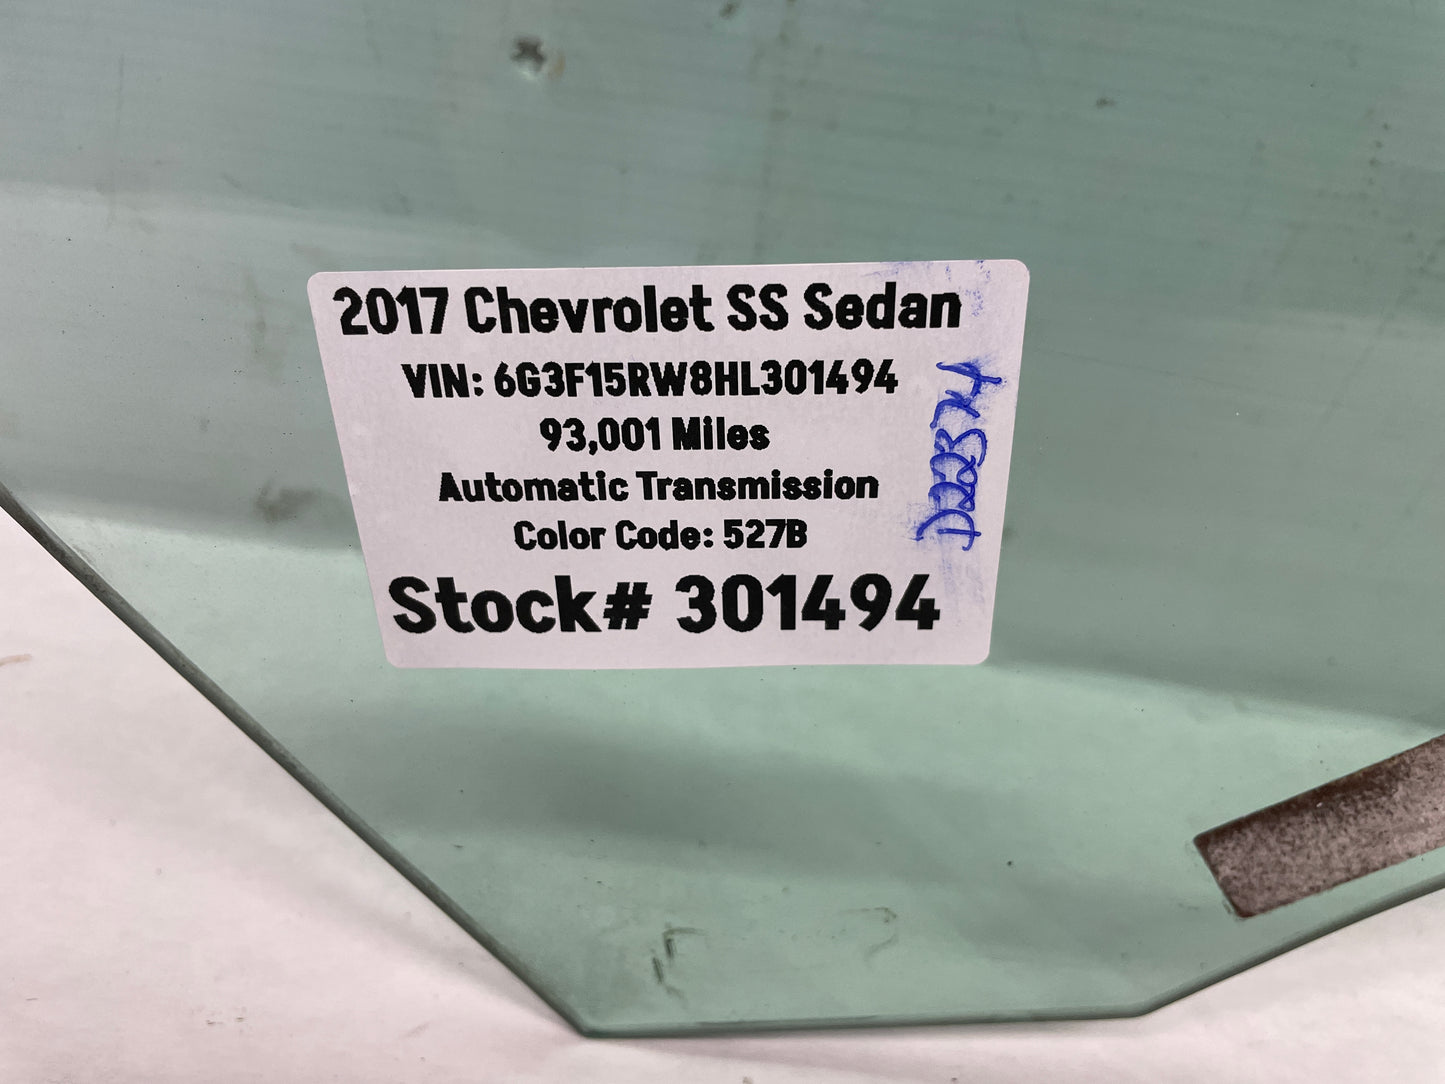 2017 Chevrolet SS Sedan
VIN: 6G3F15RW8HL301494
93,001 Miles
Automatic Transmission
Color Code: 527B
Stock# 301494